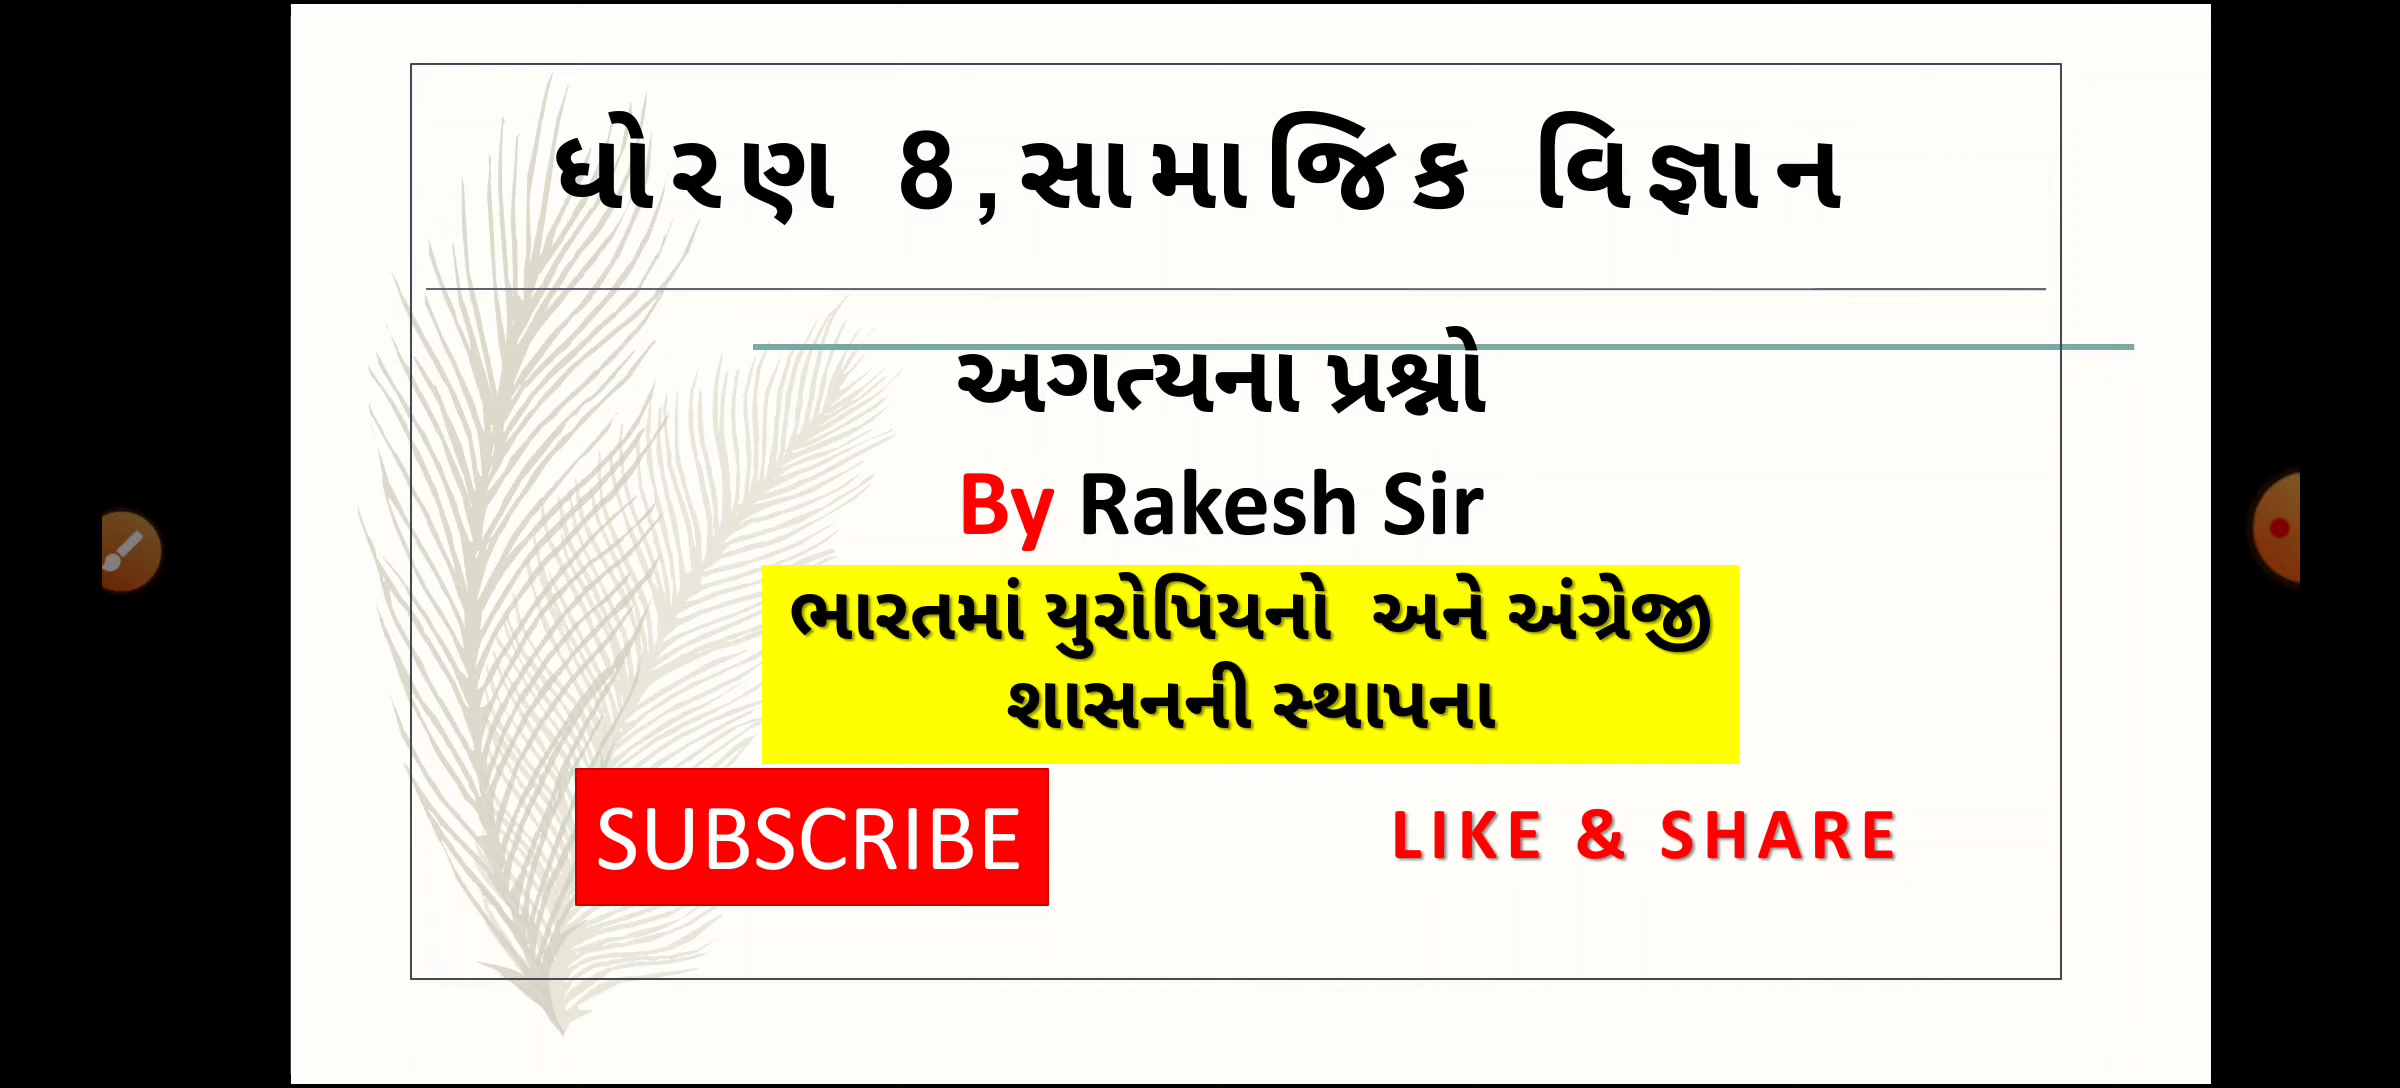 ધોરણ 8,સામાજિક વિજ્ઞાન
અગત્યના પ્રશ્નો
By Rakesh Sir
ભારતમાં યુરોપિયનો અને અંગ્રેજી
શાસનની સ્થાપના
SUBSCRIBE
LIKE & SHARE